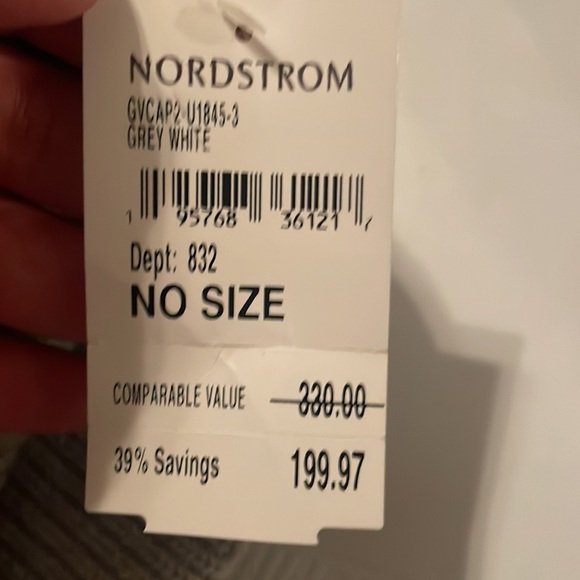 NORDSTROM
GVCAP2-U1845-3
GREY WHITE
1 95768 36121 7
Dept: 832
NO SIZE
COMPARABLE VALUE 330.00
39% Savings 199.97